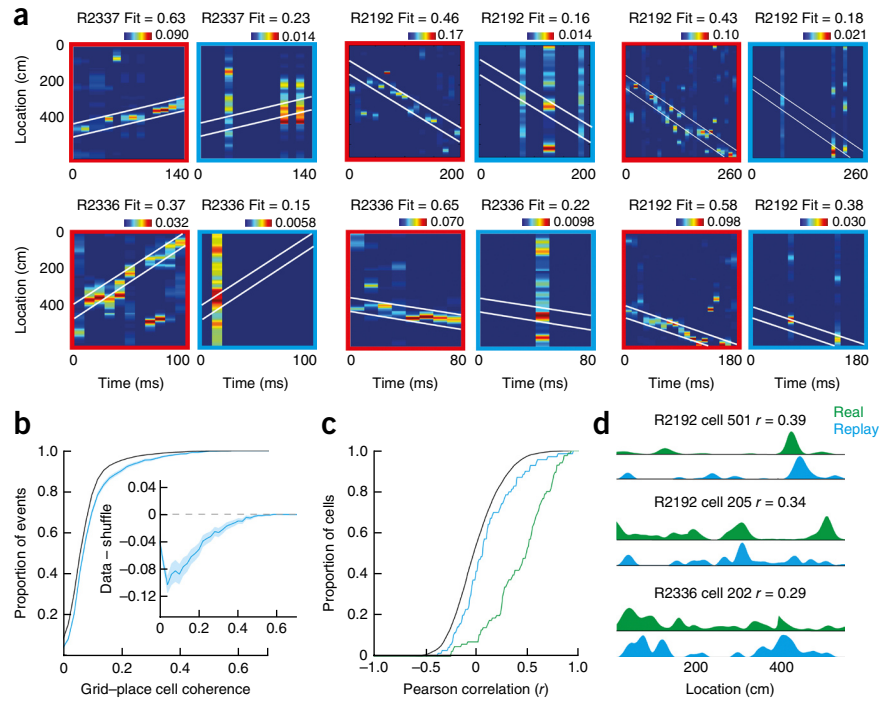 a
R2337 Fit = 0.63 R2337 Fit = 0.23 R2192 Fit = 0.46 R2192 Fit = 0.16 R2192 Fit = 0.43 R2192 Fit = 0.18
0.090 0.014 0.17 0.014 0.10 0.021
Location (cm)
0
200
400
0 140 0 140 0 200 0 200 0 260 0 260
R2336 Fit = 0.37 R2336 Fit = 0.15 R2336 Fit = 0.65 R2336 Fit = 0.22 R2192 Fit = 0.58 R2192 Fit = 0.38
0.032 0.0058 0.070 0.0098 0.098 0.030
Location (cm)
0
200
400
0 100 0 100 0 80 0 80 0 180 0 180
Time (ms) Time (ms) Time (ms) Time (ms) Time (ms) Time (ms)
b
Proportion of events
1.0
0.8
0.6
0.4
0.2
0 0.2 0.4 0.6
Grid–place cell coherence
Data – shuffle
0.04
0
–0.04
–0.08
–0.12
0 0.2 0.4 0.6
c
Proportion of cells
1.0
0.8
0.6
0.4
0.2
0
–1.0 –0.5 0 0.5 1.0
Pearson correlation (r)
d
Real
Replay
R2192 cell 501 r = 0.39
R2192 cell 205 r = 0.34
R2336 cell 202 r = 0.29
200 400
Location (cm)